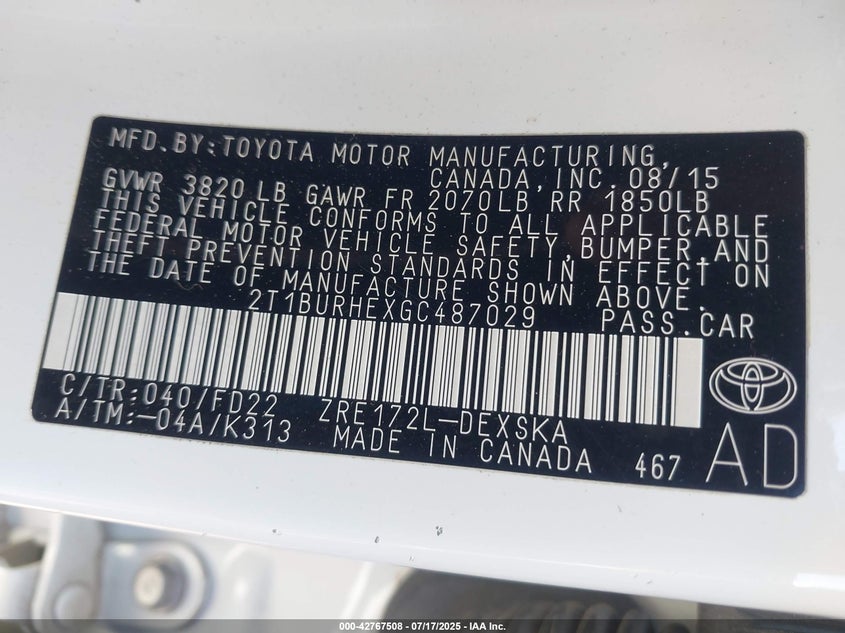 MFD. BY: TOYOTA MOTOR MANUFACTURING,
CANADA, INC. 08/15
GVWR 3820 LB GAWR FR 2070LB RR 1850LB
THIS VEHICLE CONFORMS TO ALL APPLICABLE
FEDERAL MOTOR VEHICLE SAFETY, BUMPER, AND
THEFT PREVENTION STANDARDS IN EFFECT ON
THE DATE OF MANUFACTURE SHOWN ABOVE.
2T1BURHEXGC487029 PASS. CAR
C/TR: 040/FD22 ZRE172L-DEXSKA
A/TM: -04A/K313 MADE IN CANADA 467 AD
000-42767508 - 07/17/2025 - IAA Inc.